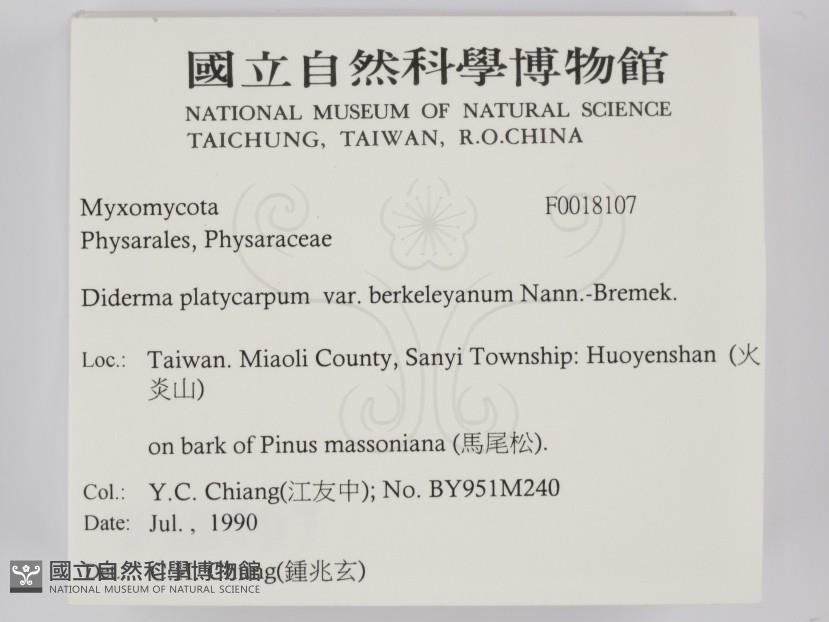 國立自然科學博物館
NATIONAL MUSEUM OF NATURAL SCIENCE
TAICHUNG, TAIWAN, R.O.CHINA
Myxomycota F0018107
Physarales, Physaraceae
Diderma platycarpum var. berkeleyanum Nann.-Bremek.
Loc.: Taiwan. Miaoli County, Sanyi Township: Huoyenshan (火
炎山)
on bark of Pinus massoniana (馬尾松).
Col.: Y.C. Chiang(江友中); No. BY951M240
Date: Jul. , 1990
(鍾兆玄)
國立自然科學博物館
NATIONAL MUSEUM OF NATURAL SCIENCE